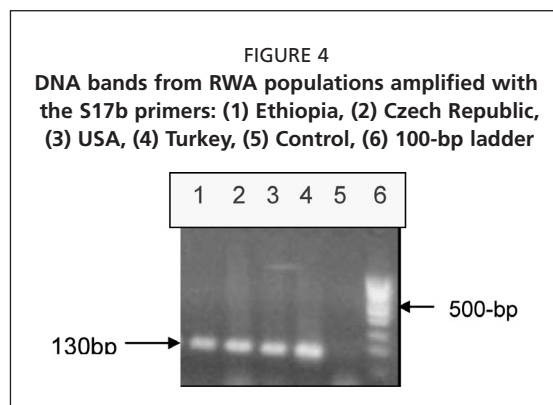 FIGURE 4
DNA bands from RWA populations amplified with
the S17b primers: (1) Ethiopia, (2) Czech Republic,
(3) USA, (4) Turkey, (5) Control, (6) 100-bp ladder
1 2 3 4 5 6
500-bp
130bp